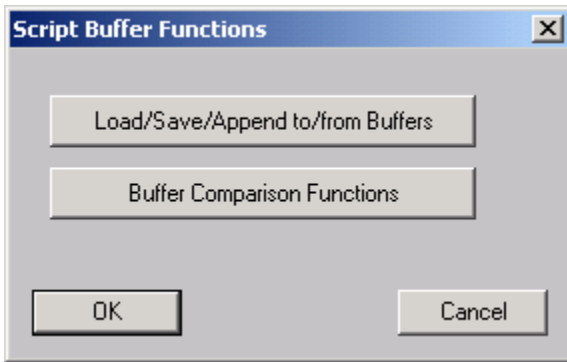 Script Buffer Functions
Load/Save/Append to/from Buffers
Buffer Comparison Functions
OK Cancel